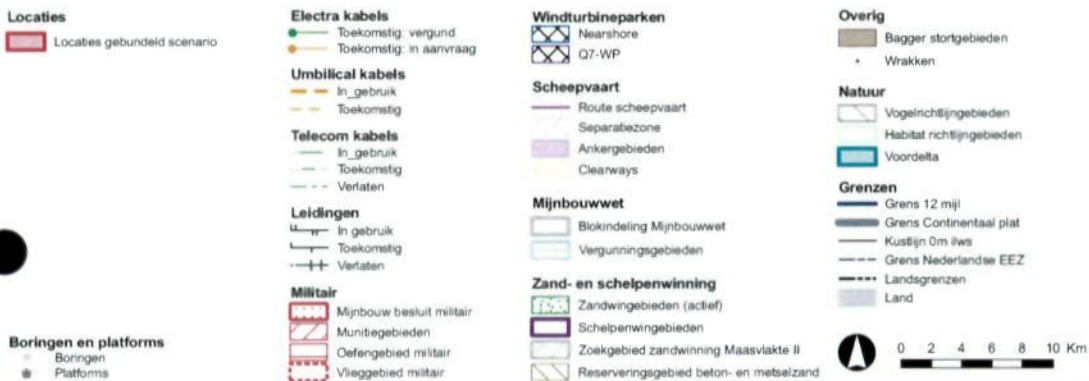 Locaties
Locaties gebundeld scenario
Boringen en platforms
Boringen
Platforms
Electra kabels
Toekomstig: vergund
Toekomstig: in aanvraag
Umbilical kabels
In_gebruik
Toekomstig
Telecom kabels
In_gebruik
Toekomstig
Verlaten
Leidingen
In gebruik
Toekomstig
Verlaten
Militair
Mijnbouw besluit militair
Munitiegebieden
Oefengebied militair
Vlieggebied militair
Windturbineparken
Nearshore
Q7-WP
Scheepvaart
Route scheepvaart
Separatiezone
Ankergebieden
Clearways
Mijnbouwwet
Blokindeling Mijnbouwwet
Vergunningsgebieden
Zand- en schelpenwinning
Zandwingebieden (actief)
Schelpenwingebieden
Zoekgebied zandwinning Maasvlakte II
Reserveringsgebied beton- en metselzand
Overig
Bagger stortgebieden
Wrakken
Natuur
Vogelrichtlijngebieden
Habitat richtlijngebieden
Voordelta
Grenzen
Grens 12 mijl
Grens Continentaal plat
Kustlijn 0m ilws
Grens Nederlandse EEZ
Landsgrenzen
Land
0 2 4 6 8 10 Km